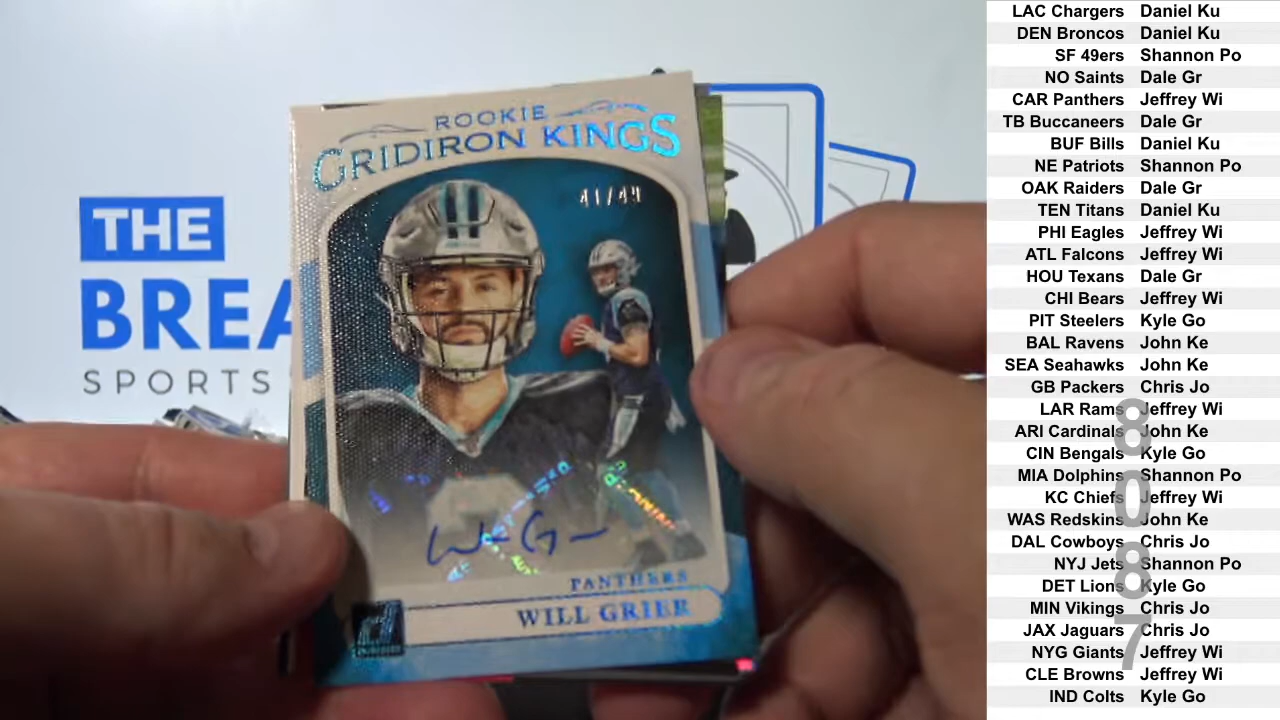 THE
BREA
SPORTS
ROOKIE
GRIDIRON KINGS
41/49
PANTHERS
WILL GRIER
LAC Chargers Daniel Ku
DEN Broncos Daniel Ku
SF 49ers Shannon Po
NO Saints Dale Gr
CAR Panthers Jeffrey Wi
TB Buccaneers Dale Gr
BUF Bills Daniel Ku
NE Patriots Shannon Po
OAK Raiders Dale Gr
TEN Titans Daniel Ku
PHI Eagles Jeffrey Wi
ATL Falcons Jeffrey Wi
HOU Texans Dale Gr
CHI Bears Jeffrey Wi
PIT Steelers Kyle Go
BAL Ravens John Ke
SEA Seahawks John Ke
GB Packers Chris Jo
LAR Rams Jeffrey Wi
ARI Cardinals John Ke
CIN Bengals Kyle Go
MIA Dolphins Shannon Po
KC Chiefs Jeffrey Wi
WAS Redskins John Ke
DAL Cowboys Chris Jo
NYJ Jets Shannon Po
DET Lions Kyle Go
MIN Vikings Chris Jo
JAX Jaguars Chris Jo
NYG Giants Jeffrey Wi
CLE Browns Jeffrey Wi
IND Colts Kyle Go
8
0
8
7